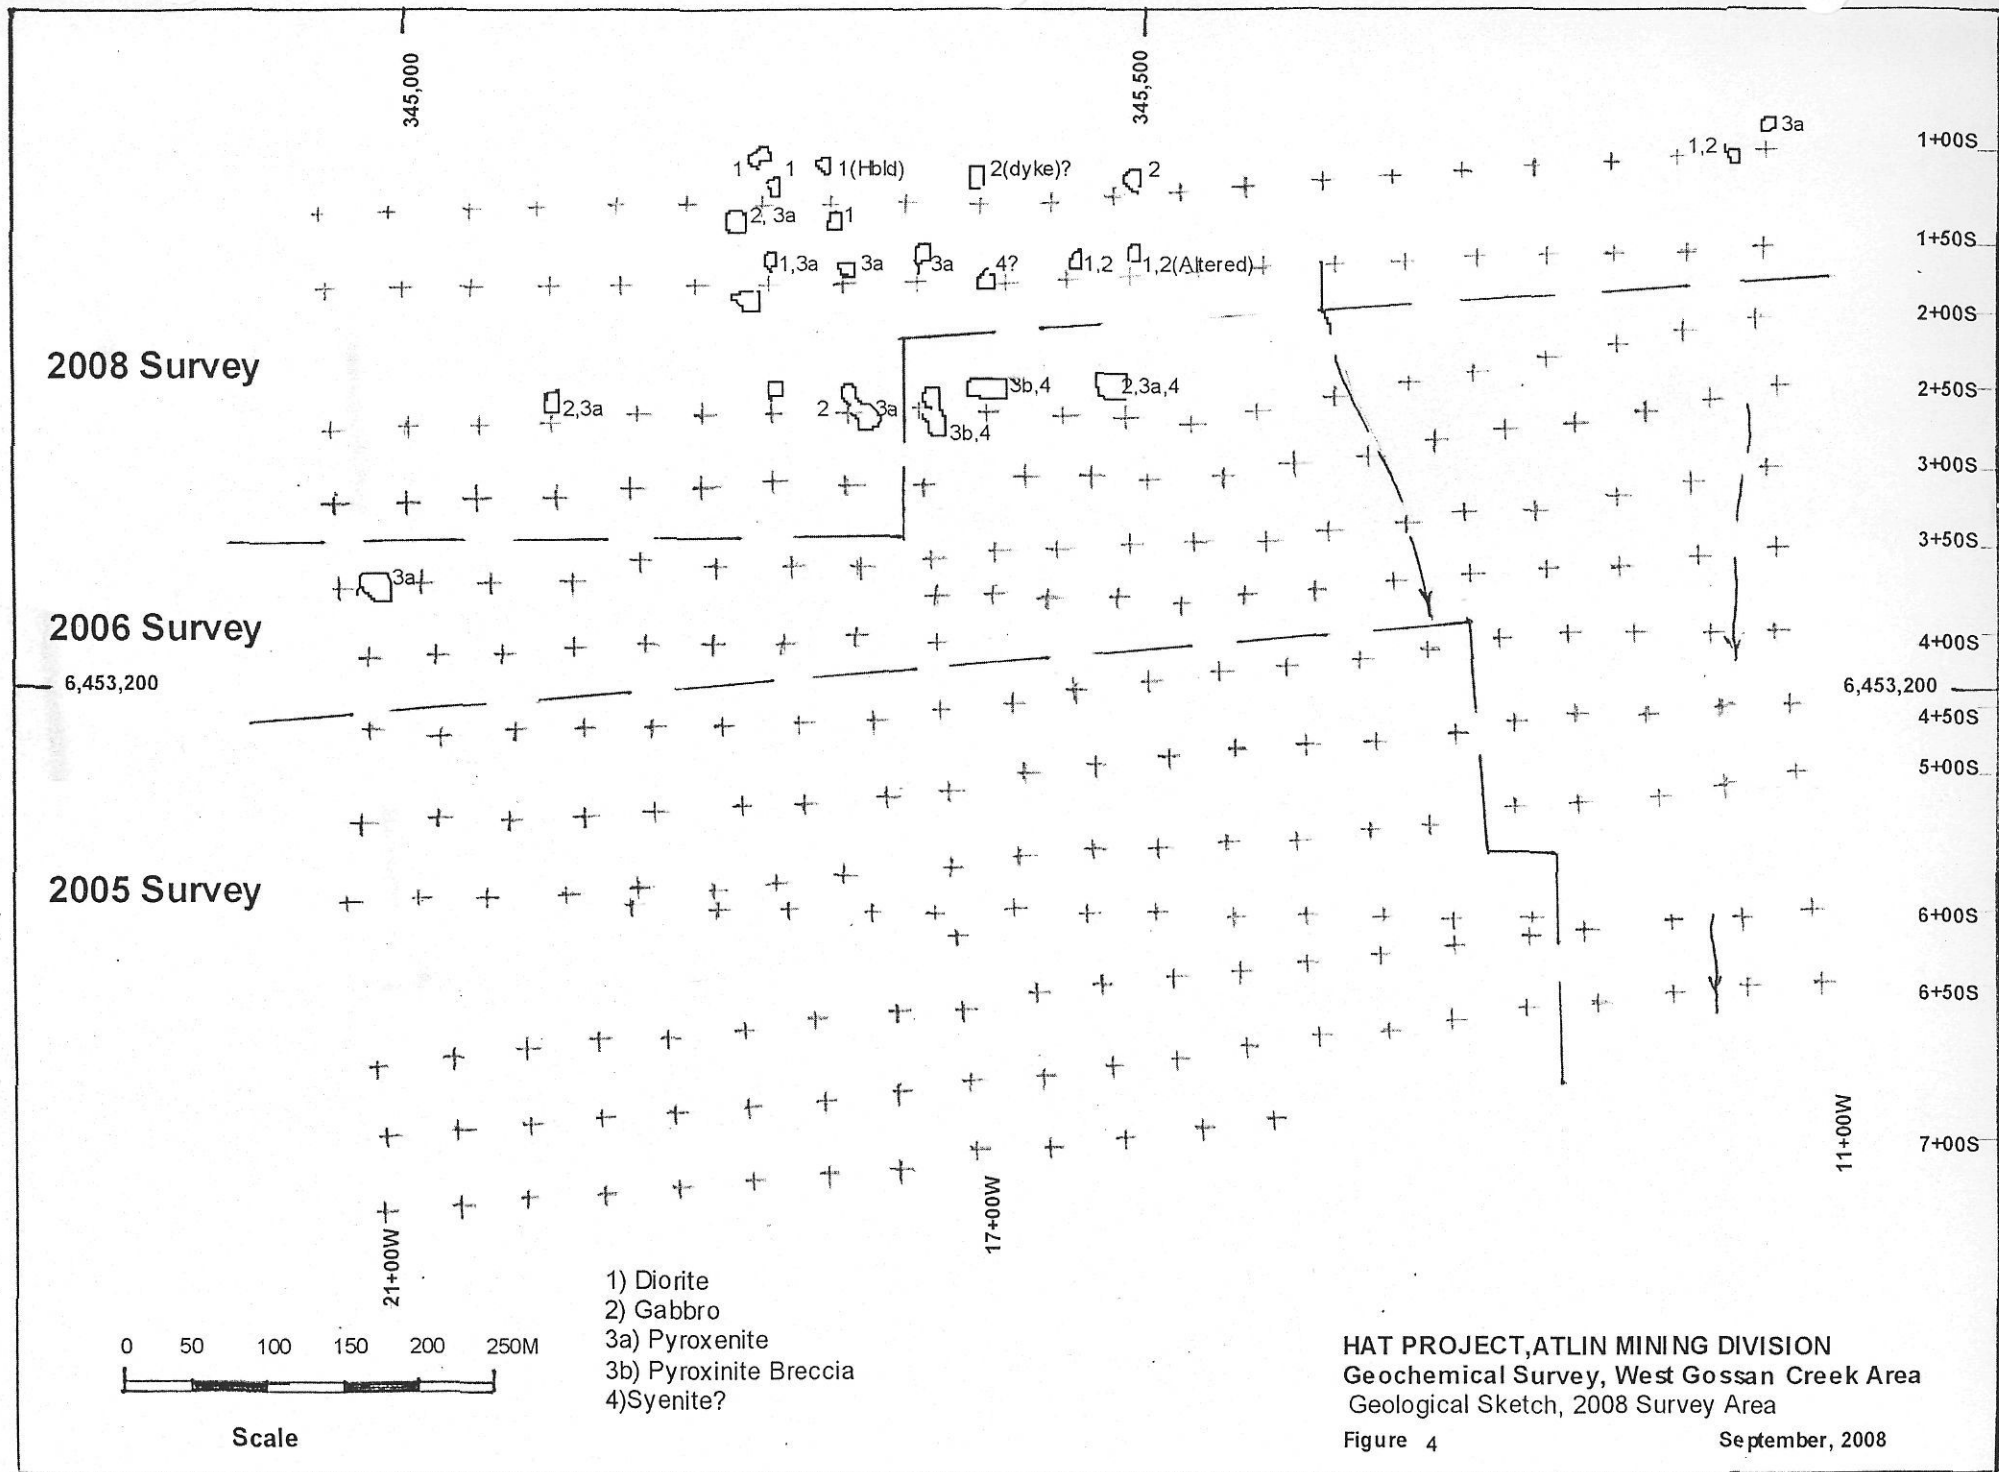 345,000
345,500
3a
1,2
1+00S
1
1
1(Hbld)
2(dyke)?
2
2, 3a
1
1+50S
1,3a
3a
3a
4?
1,2
1,2(Altered)
2+00S
2008 Survey
2,3a
2
3a
3b,4
3b,4
2,3a,4
2+50S
3+00S
3+50S
3a
2006 Survey
4+00S
6,453,200
6,453,200
4+50S
5+00S
2005 Survey
6+00S
6+50S
7+00S
11+00W
17+00W
21+00W
1) Diorite
2) Gabbro
3a) Pyroxenite
3b) Pyroxinite Breccia
4)Syenite?
0 50 100 150 200 250M
Scale
HAT PROJECT,ATLIN MINING DIVISION
Geochemical Survey, West Gossan Creek Area
Geological Sketch, 2008 Survey Area
Figure 4 September, 2008